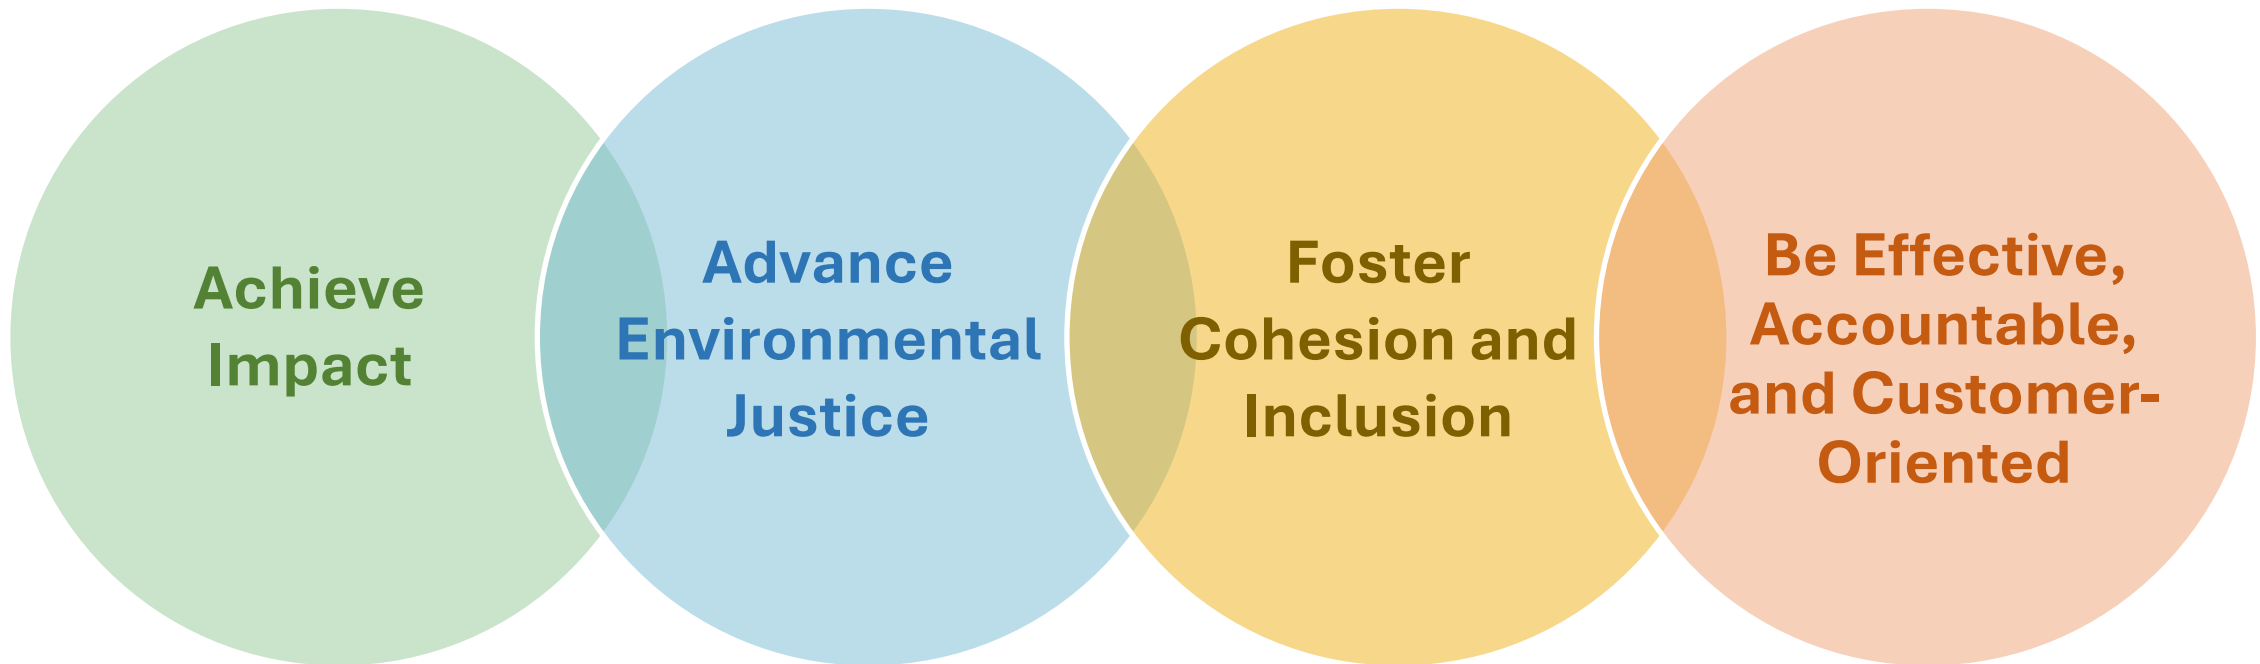 Achieve
Impact
Advance
Environmental
Justice
Foster
Cohesion and
Inclusion
Be Effective,
Accountable,
and Customer-
Oriented